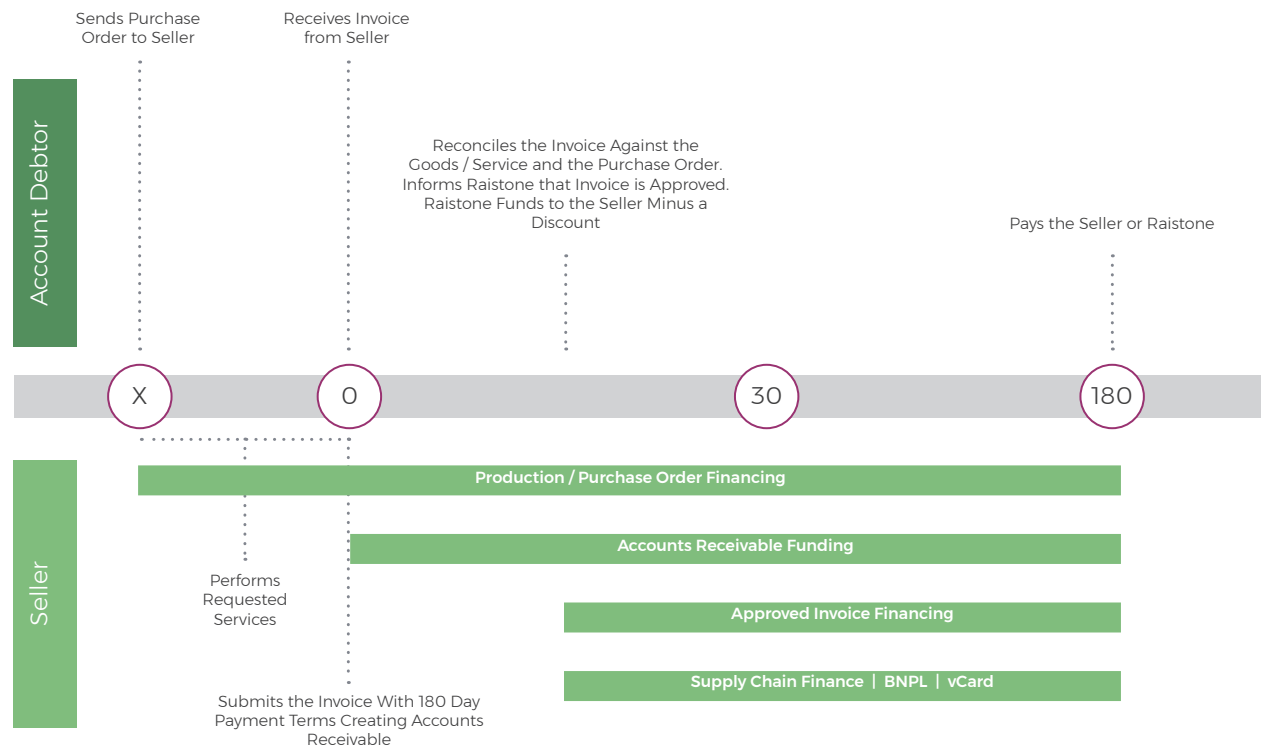 Sends Purchase
Order to Seller
Receives Invoice
from Seller
Account Debtor
Reconciles the Invoice Against the
Goods / Service and the Purchase Order.
Informs Raistone that Invoice is Approved.
Raistone Funds to the Seller Minus a
Discount
Pays the Seller or Raistone
X
0
30
180
Seller
Production / Purchase Order Financing
Accounts Receivable Funding
Performs
Requested
Services
Approved Invoice Financing
Supply Chain Finance | BNPL | vCard
Submits the Invoice With 180 Day
Payment Terms Creating Accounts
Receivable